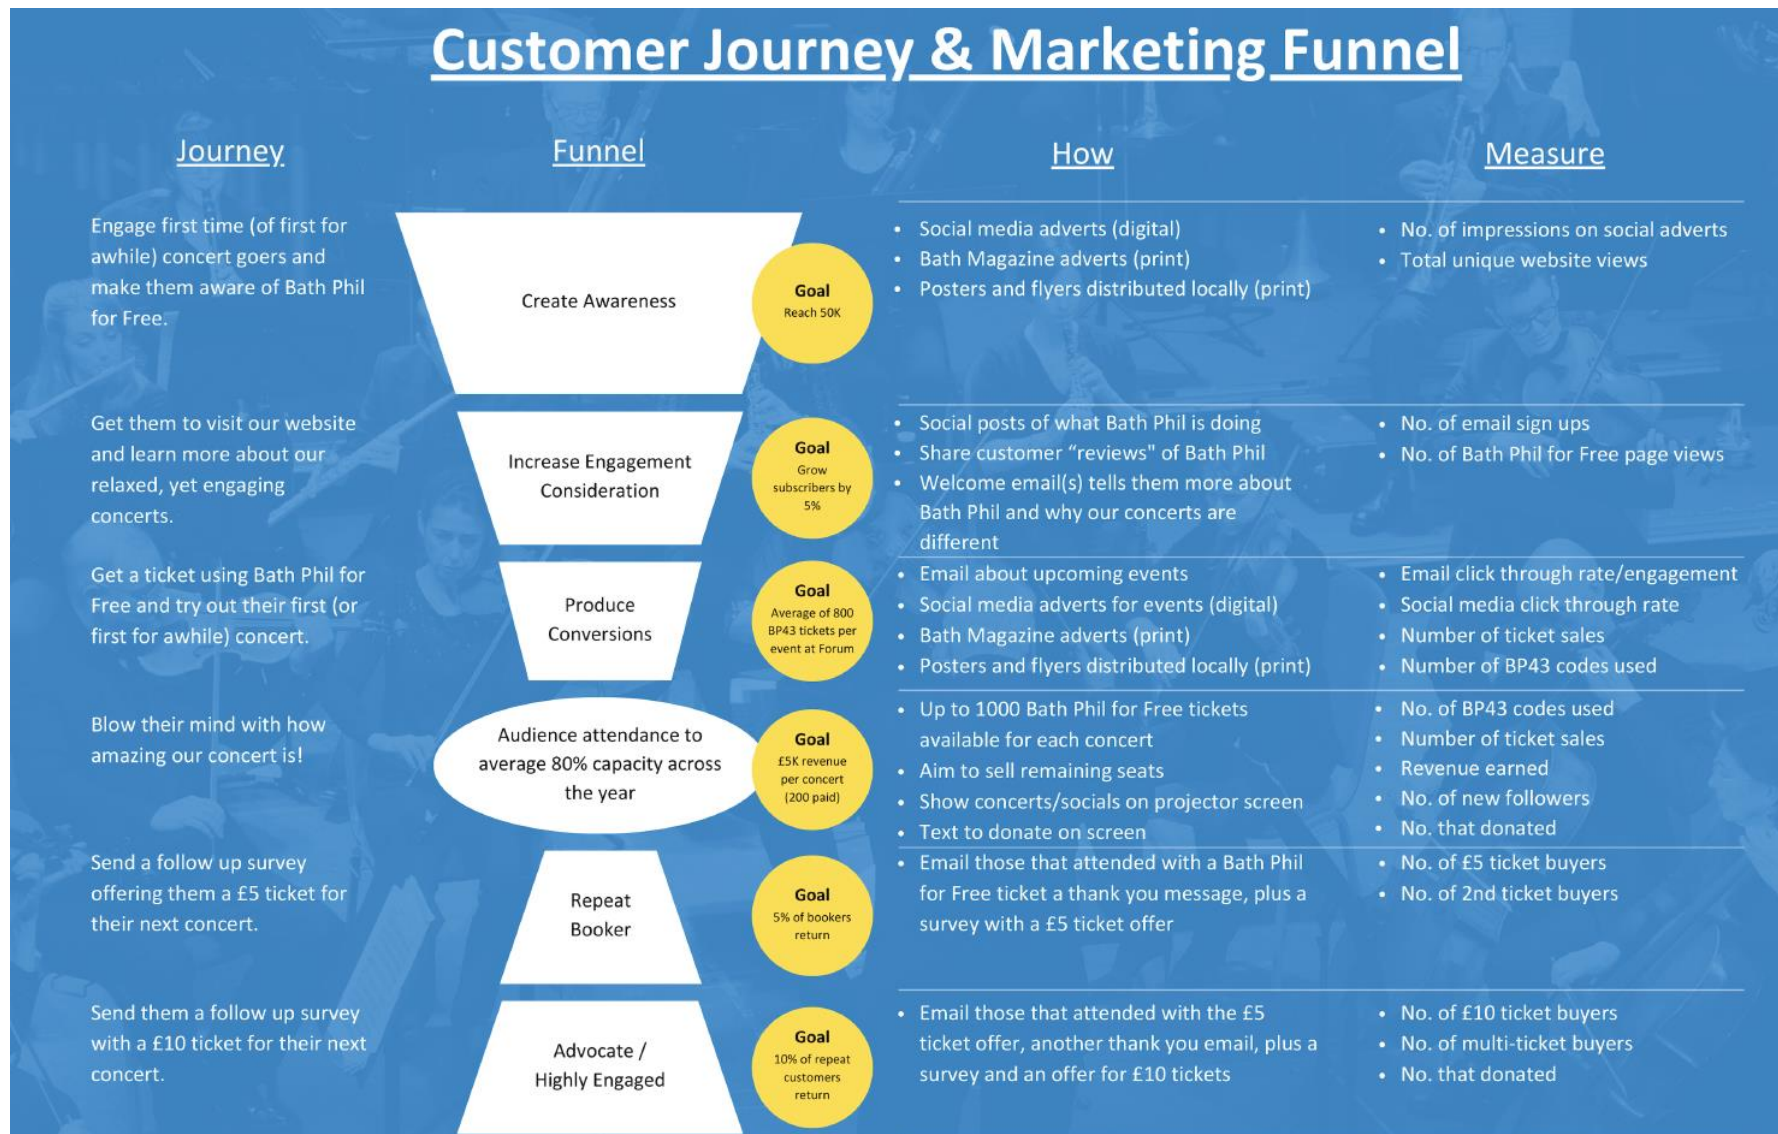 Customer Journey & Marketing Funnel
Journey
Funnel
How
Measure
Engage first time (of first for
awhile) concert goers and
make them aware of Bath Phil
for Free.
Create Awareness
Goal
Reach 50K
• Social media adverts (digital)
• Bath Magazine adverts (print)
• Posters and flyers distributed locally (print)
• No. of impressions on social adverts
• Total unique website views
Get them to visit our website
and learn more about our
relaxed, yet engaging
concerts.
Increase Engagement
Consideration
Goal
Grow
subscribers by
5%
• Social posts of what Bath Phil is doing
• Share customer “reviews" of Bath Phil
• Welcome email(s) tells them more about
Bath Phil and why our concerts are
different
• No. of email sign ups
• No. of Bath Phil for Free page views
Get a ticket using Bath Phil for
Free and try out their first (or
first for awhile) concert.
Produce
Conversions
Goal
Average of 800
BP43 tickets per
event at Forum
• Email about upcoming events
• Social media adverts for events (digital)
• Bath Magazine adverts (print)
• Posters and flyers distributed locally (print)
• Email click through rate/engagement
• Social media click through rate
• Number of ticket sales
• Number of BP43 codes used
Blow their mind with how
amazing our concert is!
Audience attendance to
average 80% capacity across
the year
Goal
£5K revenue
per concert
(200 paid)
• Up to 1000 Bath Phil for Free tickets
available for each concert
• Aim to sell remaining seats
• Show concerts/socials on projector screen
• Text to donate on screen
• No. of BP43 codes used
• Number of ticket sales
• Revenue earned
• No. of new followers
• No. that donated
Send a follow up survey
offering them a £5 ticket for
their next concert.
Repeat
Booker
Goal
5% of bookers
return
• Email those that attended with a Bath Phil
for Free ticket a thank you message, plus a
survey with a £5 ticket offer
• No. of £5 ticket buyers
• No. of 2nd ticket buyers
Send them a follow up survey
with a £10 ticket for their next
concert.
Advocate /
Highly Engaged
Goal
10% of repeat
customers
return
• Email those that attended with the £5
ticket offer, another thank you email, plus a
survey and an offer for £10 tickets
• No. of £10 ticket buyers
• No. of multi-ticket buyers
• No. that donated